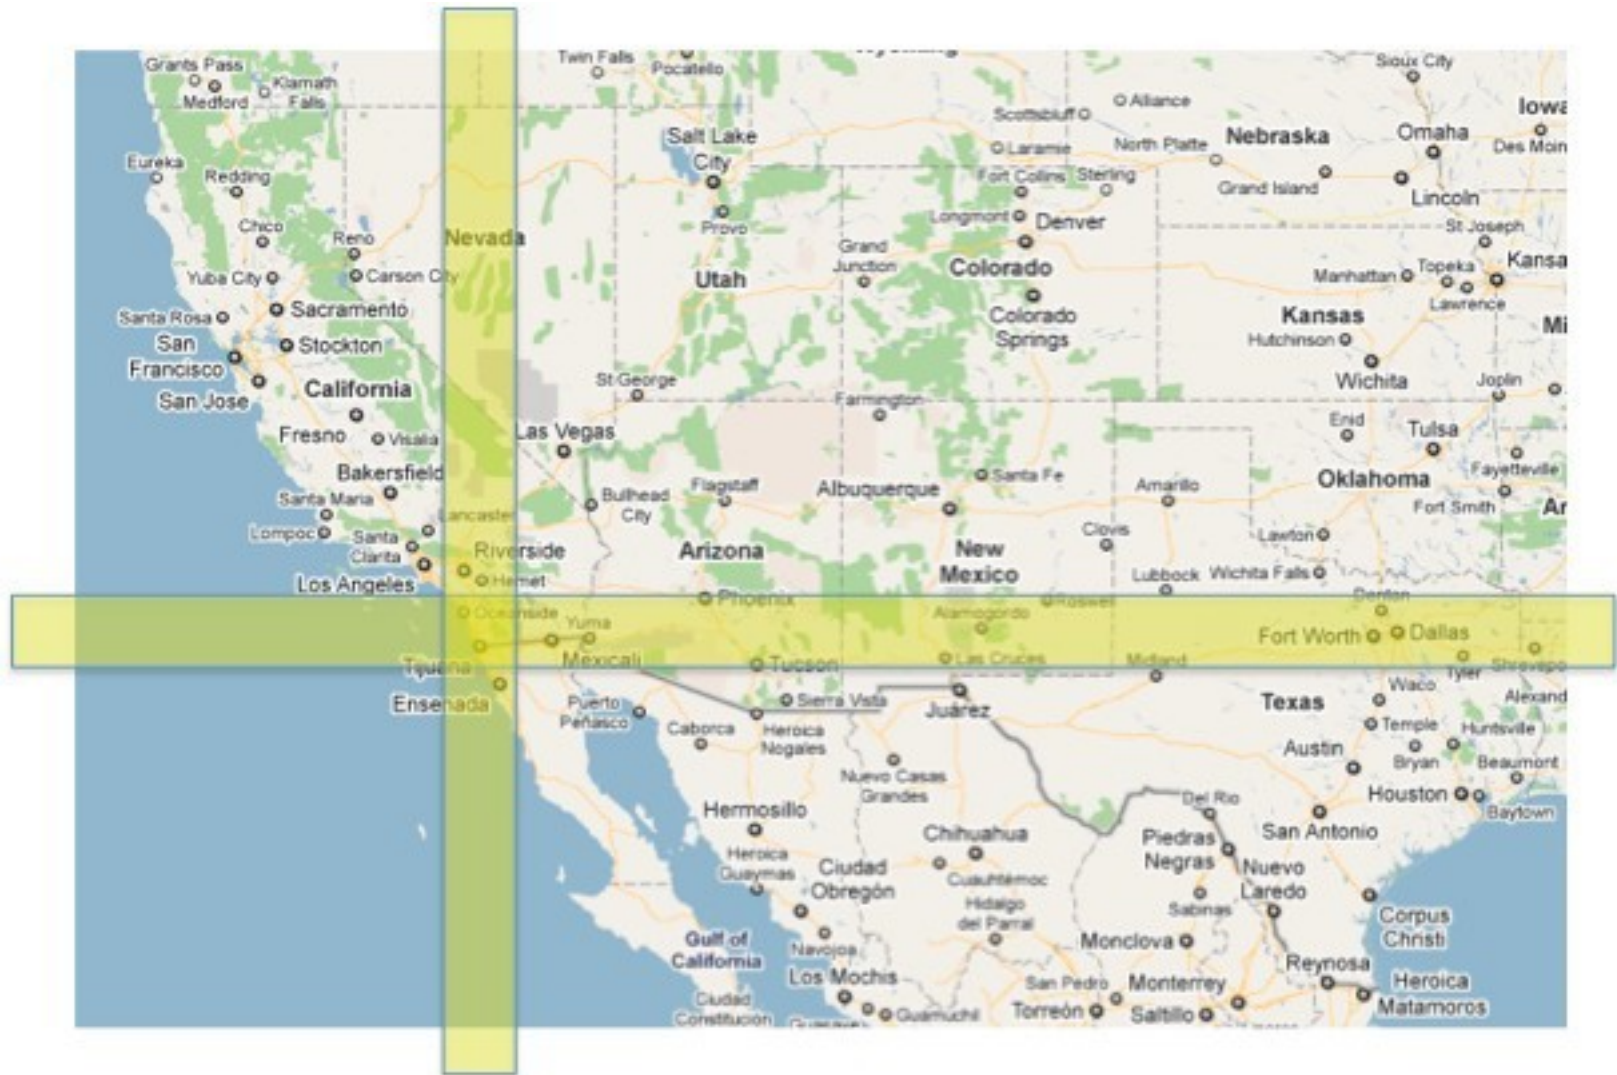 Grants Pass
Medford
Klamath
Falls
Twin Falls
Pocatello
Sioux City
Alliance
Scottsbluff
Iowa
Salt Lake
City
Nebraska
Omaha
North Platte
Des Moin
Laramie
Eureka
Redding
Fort Collins
Sterling
Grand Island
Lincoln
Longmont
Denver
Provo
Chico
Reno
Nevada
St Joseph
Grand
Junction
Colorado
Kansa
Yuba City
Carson City
Utah
Manhattan
Topeka
Lawrence
Sacramento
Santa Rosa
Colorado
Springs
Kansas
Mi
San
Francisco
Stockton
Hutchinson
San Jose
California
St George
Wichita
Joplin
Farmington
Fresno
Visalia
Las Vegas
Enid
Tulsa
Bakersfield
Santa Fe
Fayetteville
Santa Maria
Flagstaff
Albuquerque
Amarillo
Oklahoma
Bullhead
City
Fort Smith
Ar
Lancaster
Lompoc
Santa
Clarita
Clovis
Lawton
Riverside
Arizona
New
Mexico
Los Angeles
Hemet
Lubbock
Wichita Falls
Phoenix
Roswell
Denton
Oceanside
Alamogordo
Yuma
Fort Worth
Dallas
Tijuana
Mexicali
Tucson
Las Cruces
Midland
Tyler
Shrevepo
Ensenada
Puerto
Peñasco
Sierra Vista
Juárez
Texas
Waco
Alexand
Caborca
Heroica
Nogales
Temple
Huntsville
Austin
Bryan
Beaumont
Nuevo Casas
Grandes
Houston
Baytown
Hermosillo
Del Rio
San Antonio
Chihuahua
Piedras
Negras
Heroica
Guaymas
Ciudad
Obregón
Cuauhtémoc
Nuevo
Laredo
Hidalgo
del Parral
Sabinas
Corpus
Christi
Gulf of
California
Navojoa
Monclova
Los Mochis
Reynosa
Heroica
Matamoros
San Pedro
Monterrey
Ciudad
Constitución
Guamuchil
Torreón
Saltillo